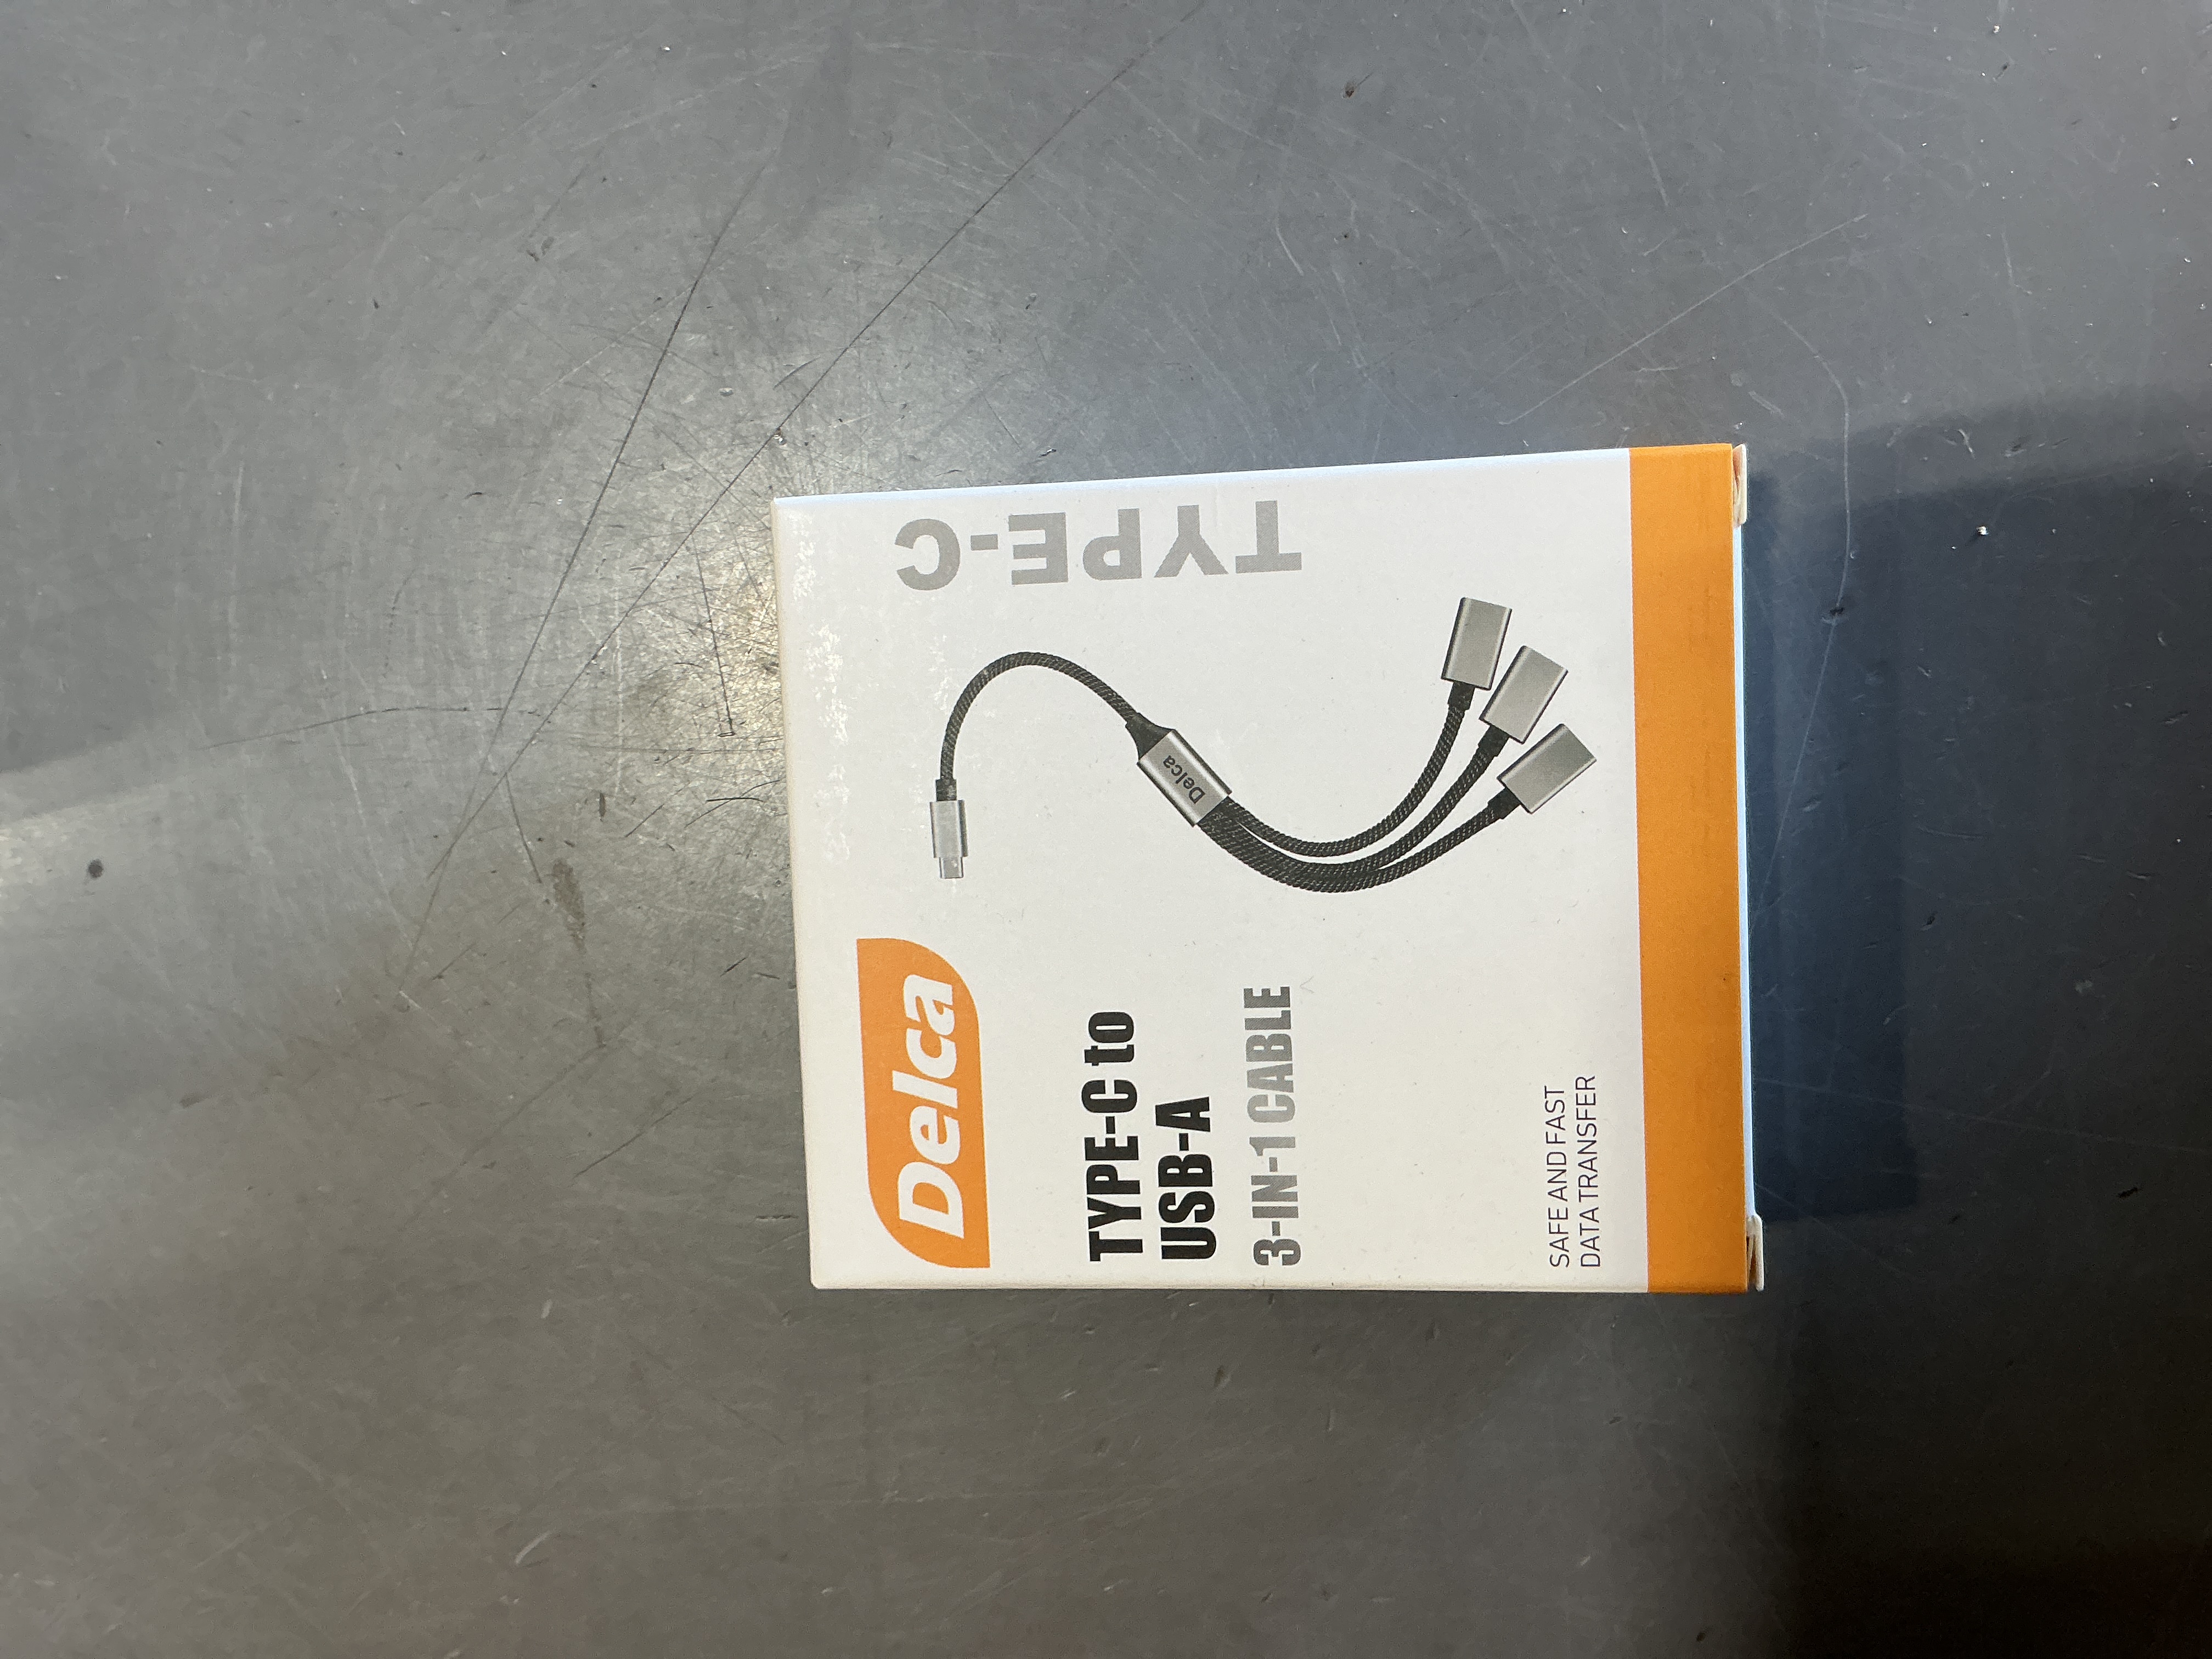 Delca
TYPE-C to
USB-A
3-IN-1 CABLE
SAFE AND FAST
DATA TRANSFER
Delca
TYPE-C